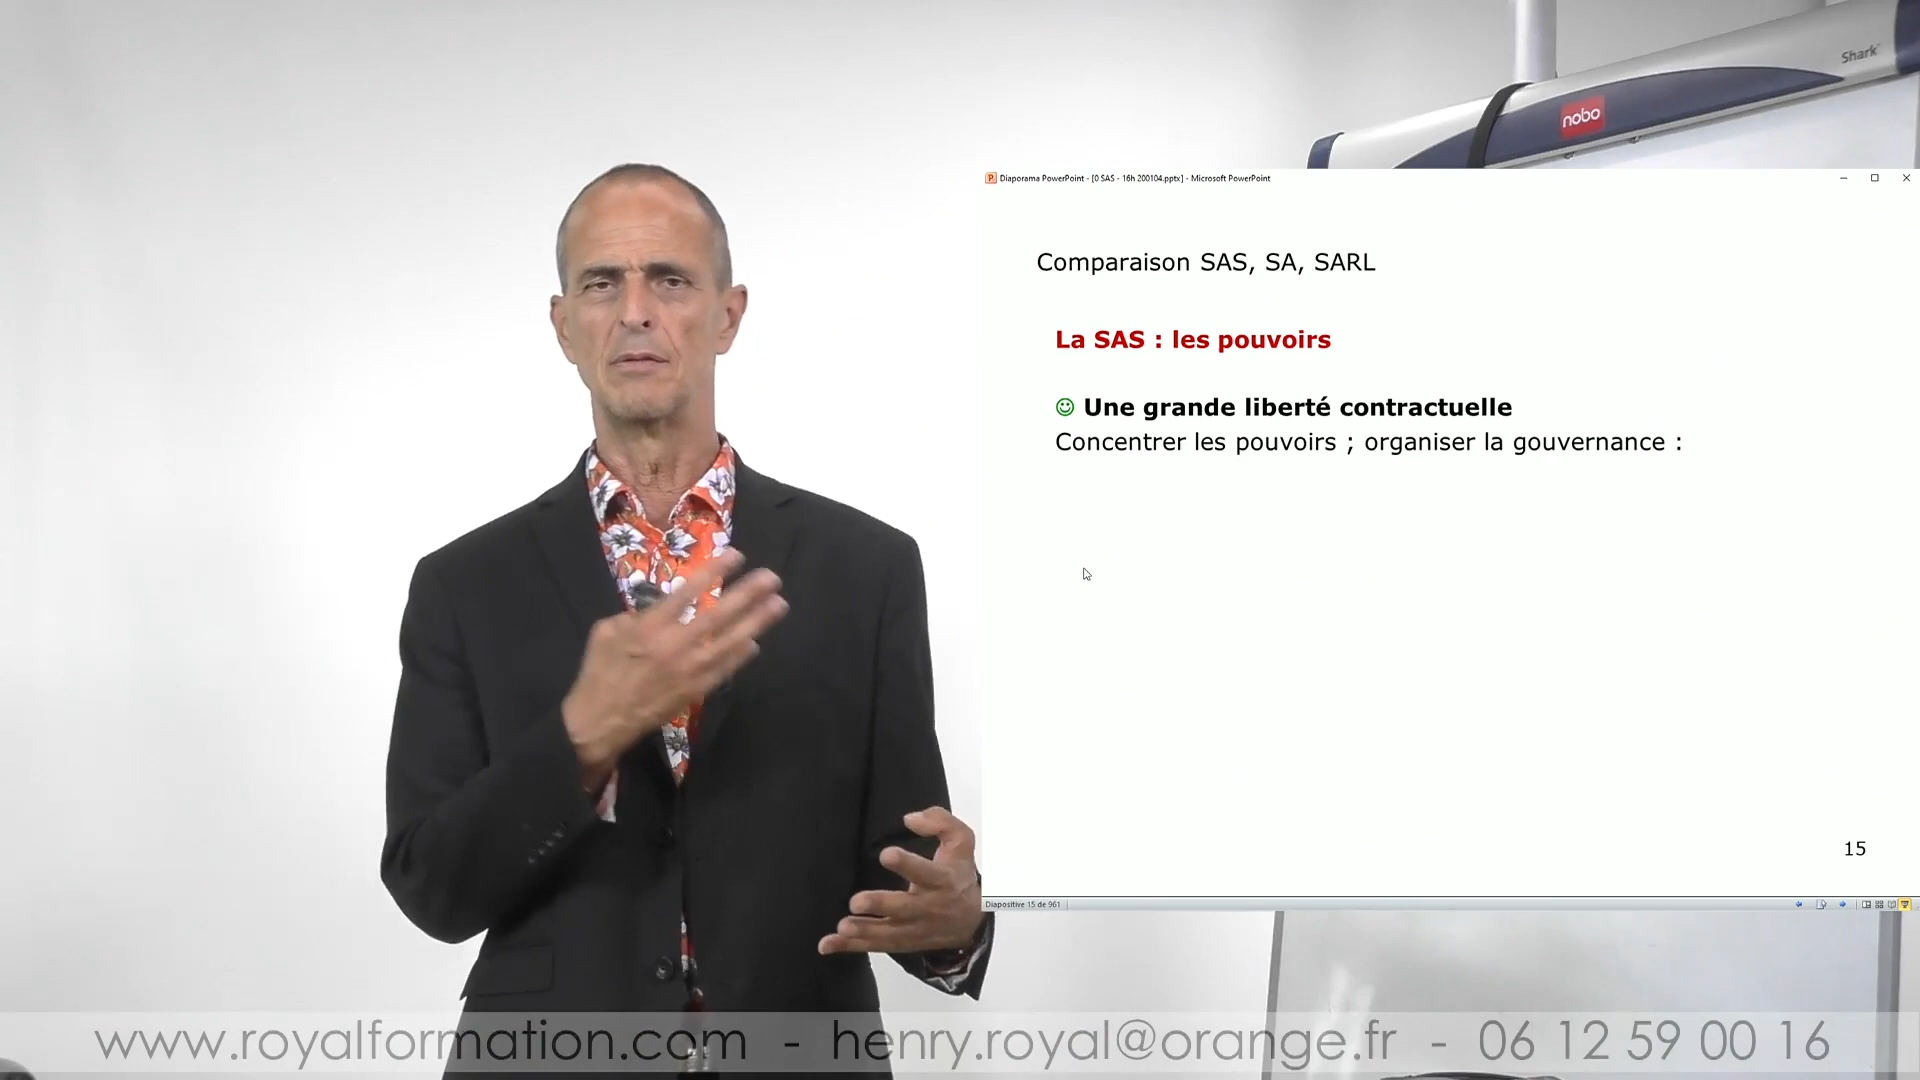 Shark
nobo
Diaporama PowerPoint - [0 SAS - 16h 200104.pptx] - Microsoft PowerPoint
Comparaison SAS, SA, SARL
La SAS : les pouvoirs
☺ Une grande liberté contractuelle
Concentrer les pouvoirs ; organiser la gouvernance :
15
Diapositive 15 de 961
www.royalformation.com - henry.royal@orange.fr - 06 12 59 00 16